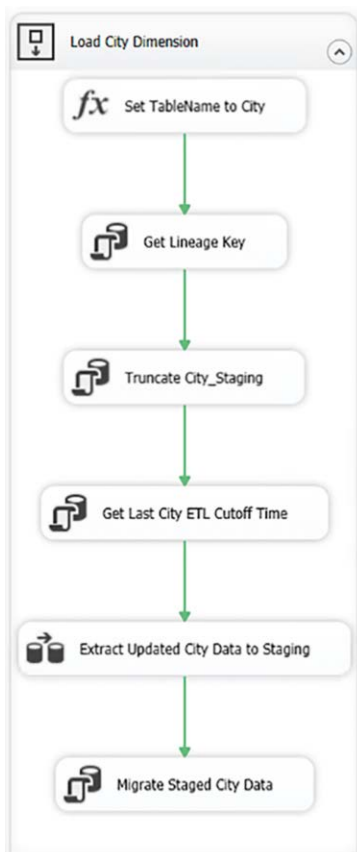 Load City Dimension
fx Set TableName to City
Get Lineage Key
Truncate City_Staging
Get Last City ETL Cutoff Time
Extract Updated City Data to Staging
Migrate Staged City Data